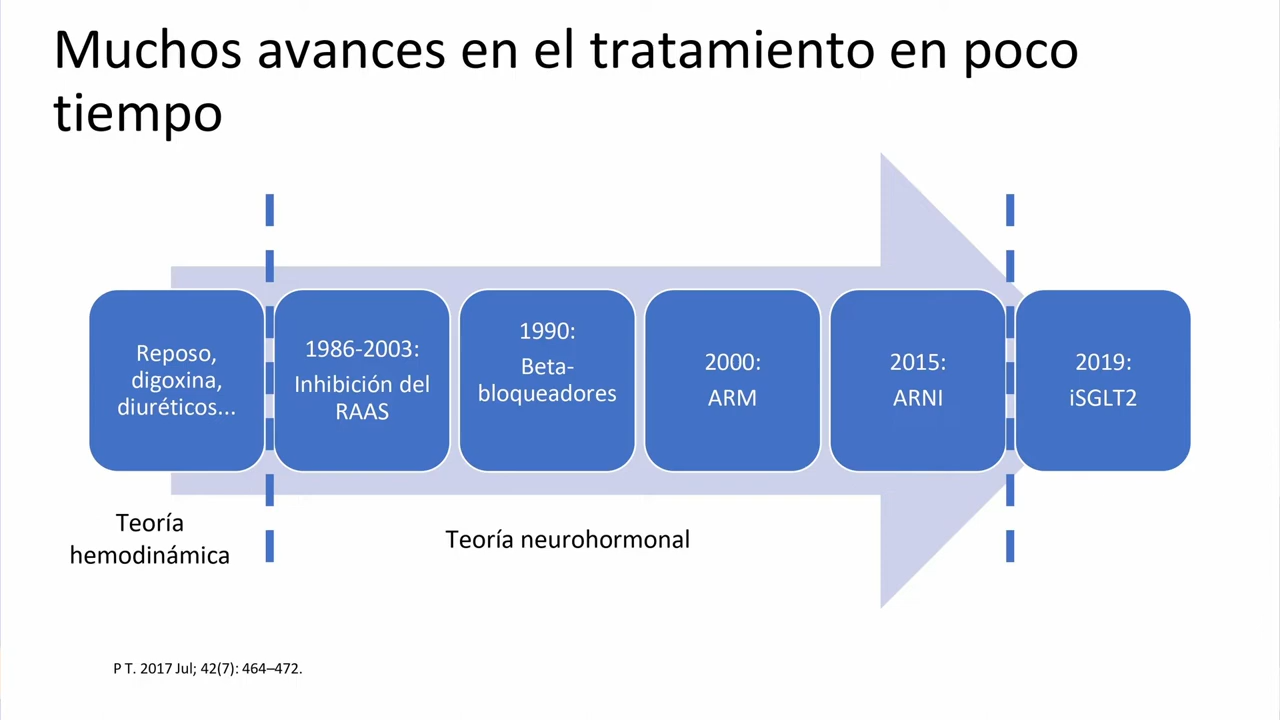 Muchos avances en el tratamiento en poco
tiempo
Reposo,
digoxina,
diuréticos...
1986-2003:
Inhibición del
RAAS
1990:
Beta-
bloqueadores
2000:
ARM
2015:
ARNI
2019:
iSGLT2
Teoría
hemodinámica
Teoría neurohormonal
P T. 2017 Jul; 42(7): 464–472.